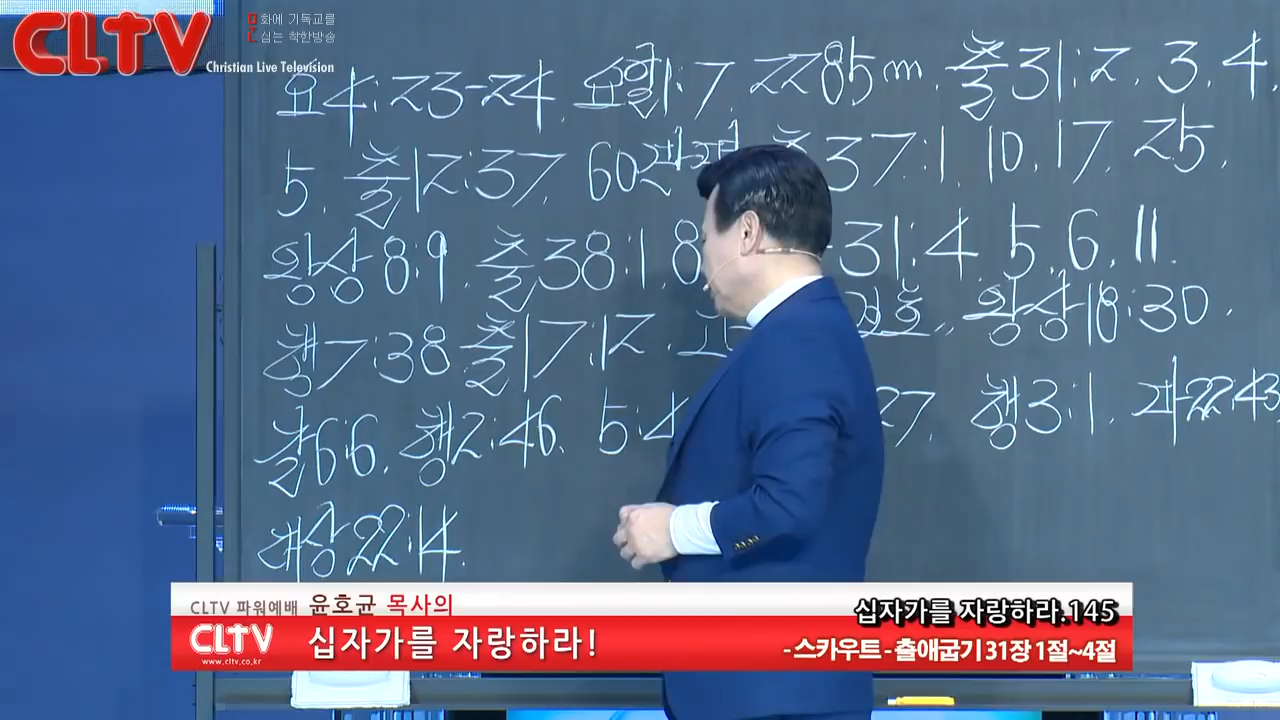 CLTV
문화에 기독교를
심는 착한방송
Christian Live Television
요4:23-24. 요일1:7. 2285m. 출31:2. 3. 4.
5. 출12:37. 60만 출37:1. 10. 17. 25.
왕상8:9. 출38:1. 8 31:4. 5. 6. 11.
행7:38 출17:12. 왕상18:30.
출6:6. 행2:46. 5:4 27. 행3:1. 사22:43
대상22:14.
CLTV 파워예배 윤호균 목사의
십자가를 자랑하라.145
CLTV
www.cltv.co.kr
십자가를 자랑하라!
- 스카우트 - 출애굽기 31장 1절~4절